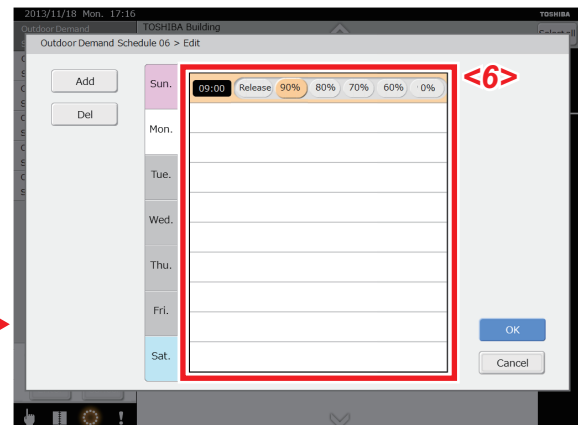 2013/11/18 Mon. 17:16 TOSHIBA
Outdoor Demand TOSHIBA Building Select all
Outdoor Demand Schedule 06 > Edit
<6>
Add
Del
Sun. 09:00 Release 90% 80% 70% 60% 0%
Mon.
Tue.
Wed.
Thu.
Fri.
Sat.
OK
Cancel